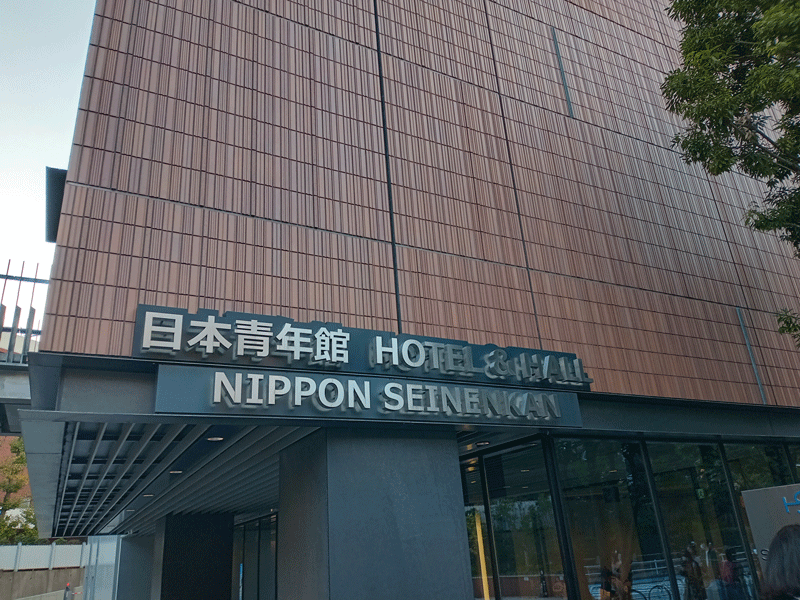 日本青年館 HOTEL & HALL
NIPPON SEINENKAN